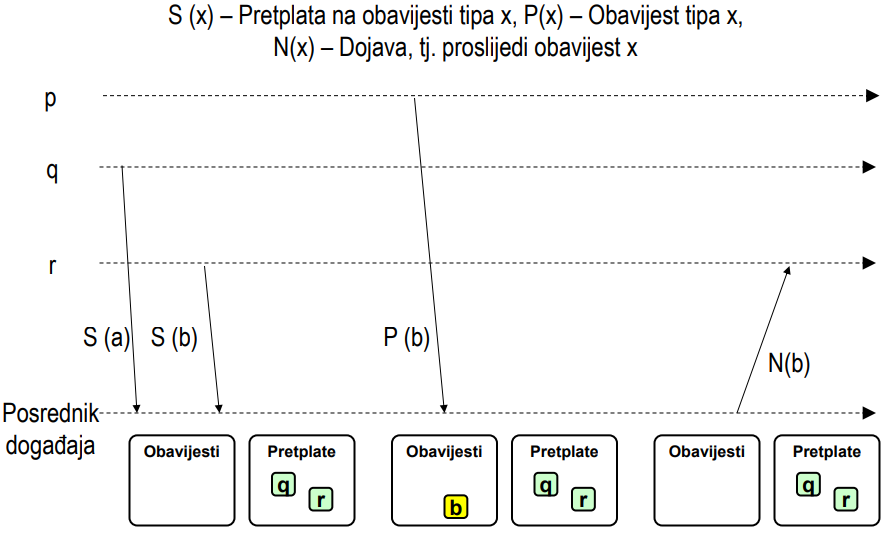 S (x) – Pretplata na obavijesti tipa x, P(x) – Obavijest tipa x,
N(x) – Dojava, tj. proslijedi obavijest x
p
q
r
S (a)
S (b)
P (b)
N(b)
Posrednik
događaja
Obavijesti
Pretplate
q
r
Obavijesti
b
Pretplate
q
r
Obavijesti
Pretplate
q
r